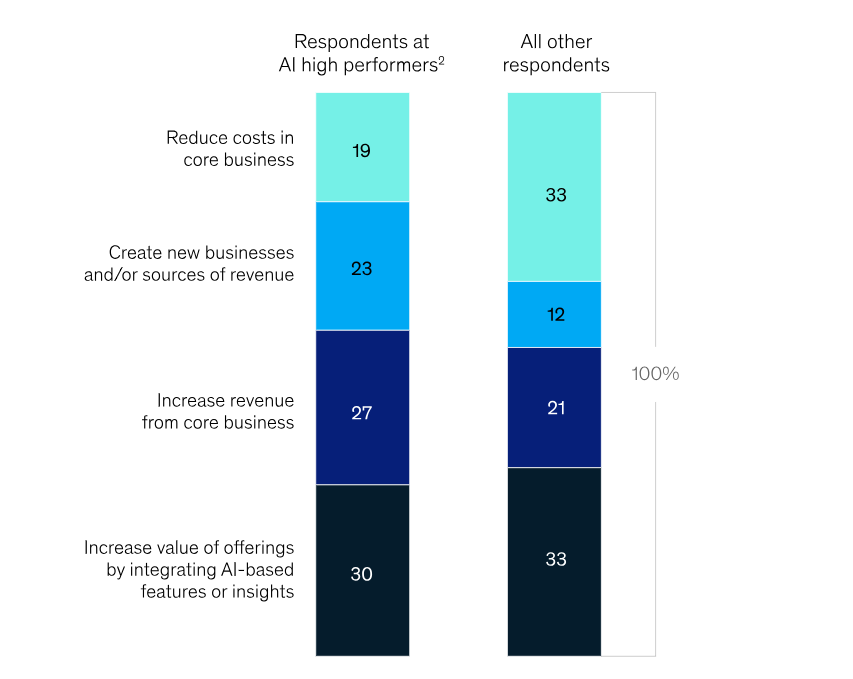 Respondents at
AI high performers²
All other
respondents
Reduce costs in
core business
19
33
Create new businesses
and/or sources of revenue
23
12
Increase revenue
from core business
27
21
100%
Increase value of offerings
by integrating AI-based
features or insights
30
33